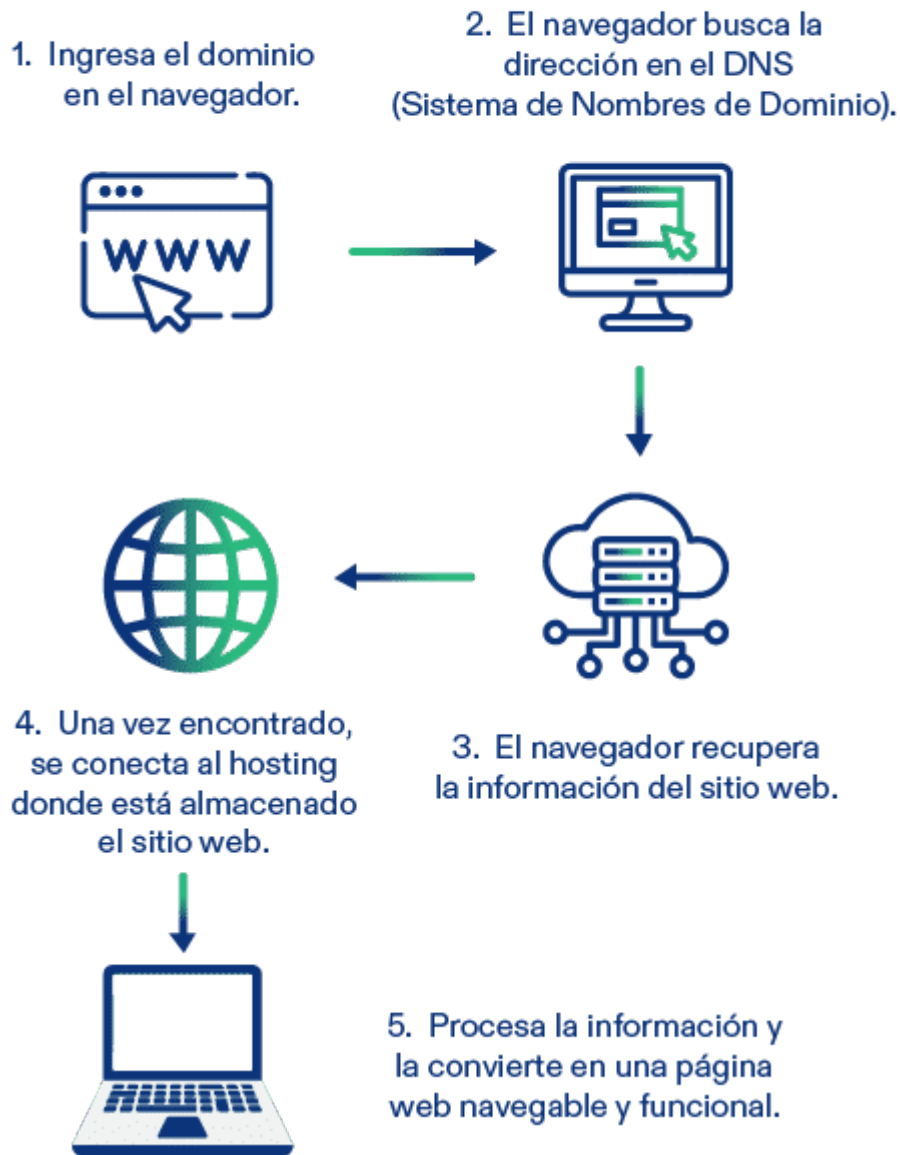 1. Ingresa el dominio
en el navegador.
2. El navegador busca la
dirección en el DNS
(Sistema de Nombres de Dominio).
WWW
3. El navegador recupera
la información del sitio web.
4. Una vez encontrado,
se conecta al hosting
donde está almacenado
el sitio web.
5. Procesa la información y
la convierte en una página
web navegable y funcional.